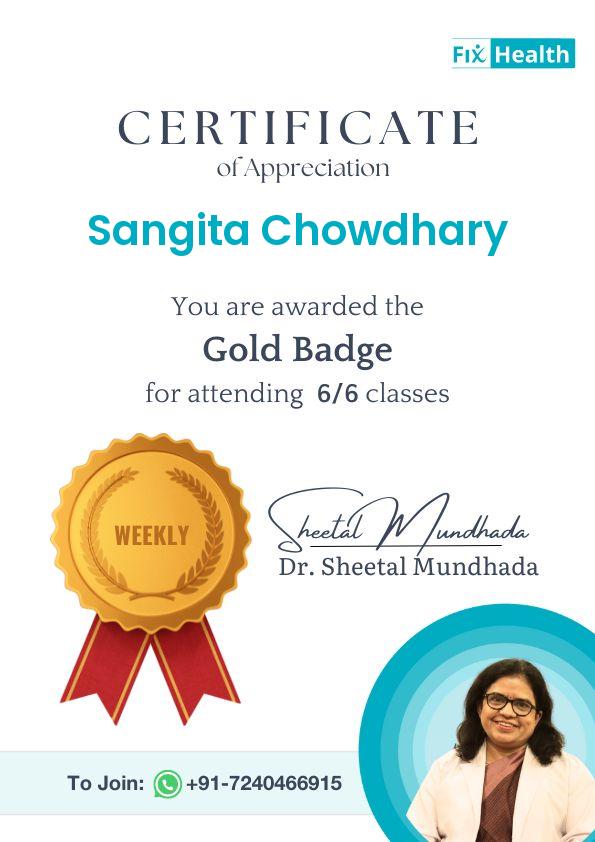 Fix Health
CERTIFICATE
of Appreciation
Sangita Chowdhary
You are awarded the
Gold Badge
for attending 6/6 classes
WEEKLY
Sheetal Mundhada
Dr. Sheetal Mundhada
To Join: +91-7240466915